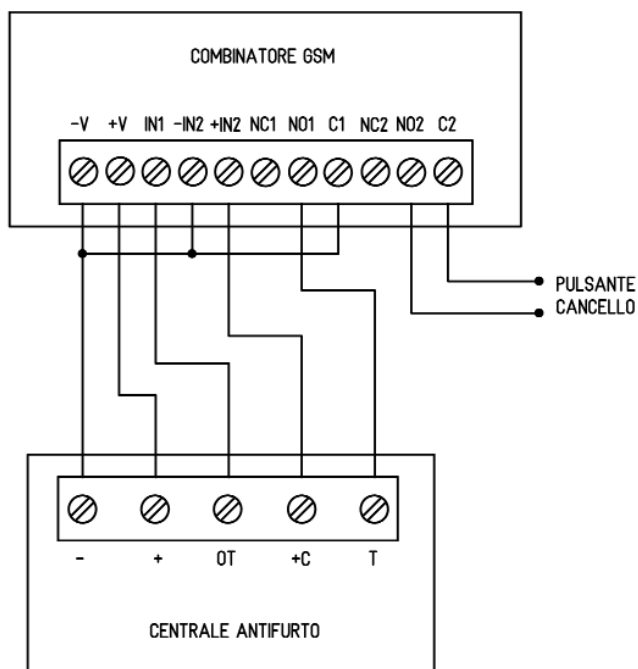 COMBINATORE GSM
-V +V IN1 -IN2 +IN2 NC1 NO1 C1 NC2 NO2 C2
PULSANTE
CANCELLO
- + OT +C T
CENTRALE ANTIFURTO